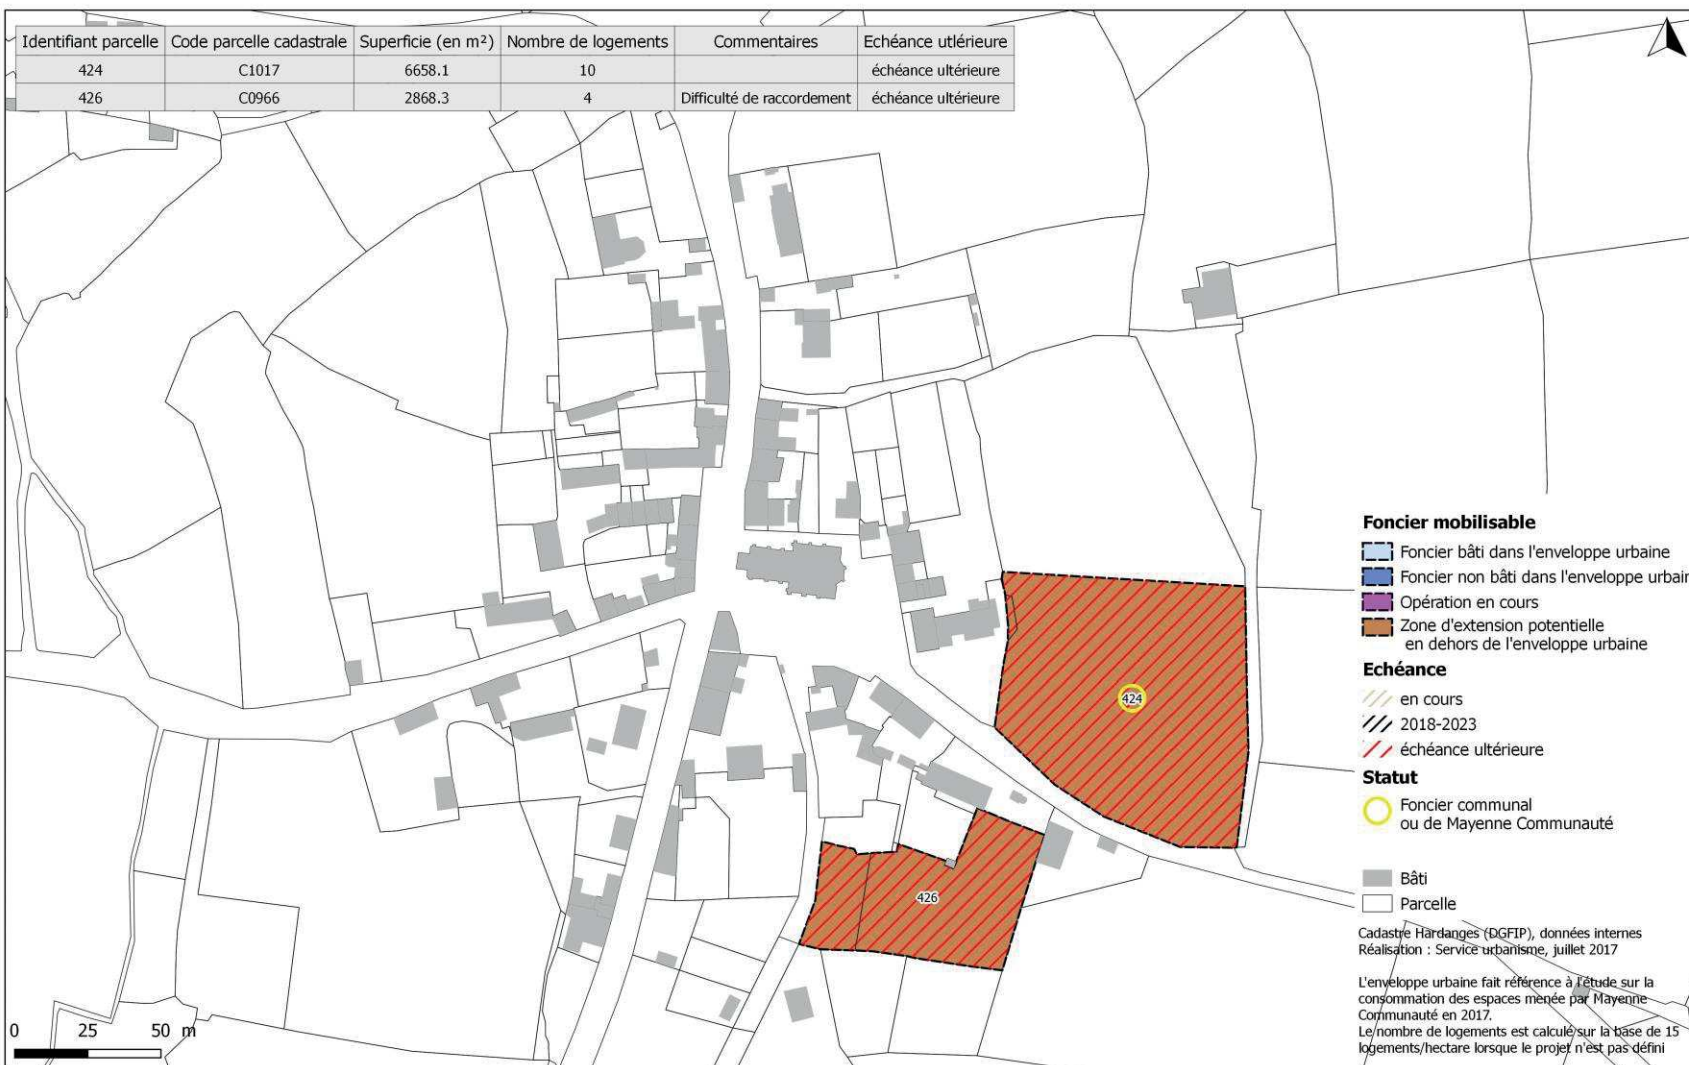 Identifiant parcelle Code parcelle cadastrale Superficie (en m²) Nombre de logements Commentaires Echéance utlérieure
424 C1017 6658.1 10 échéance ultérieure
426 C0966 2868.3 4 Difficulté de raccordement échéance ultérieure
424
426
Foncier mobilisable
Foncier bâti dans l'enveloppe urbaine
Foncier non bâti dans l'enveloppe urbain
Opération en cours
Zone d'extension potentielle
en dehors de l'enveloppe urbaine
Echéance
en cours
2018-2023
échéance ultérieure
Statut
Foncier communal
ou de Mayenne Communauté
Bâti
Parcelle
Cadastre Hardanges (DGFIP), données internes
Réalisation : Service urbanisme, juillet 2017
L'enveloppe urbaine fait référence à l'étude sur la
consommation des espaces menée par Mayenne
Communauté en 2017.
Le nombre de logements est calculé sur la base de 15
logements/hectare lorsque le projet n'est pas défini
0 25 50 m